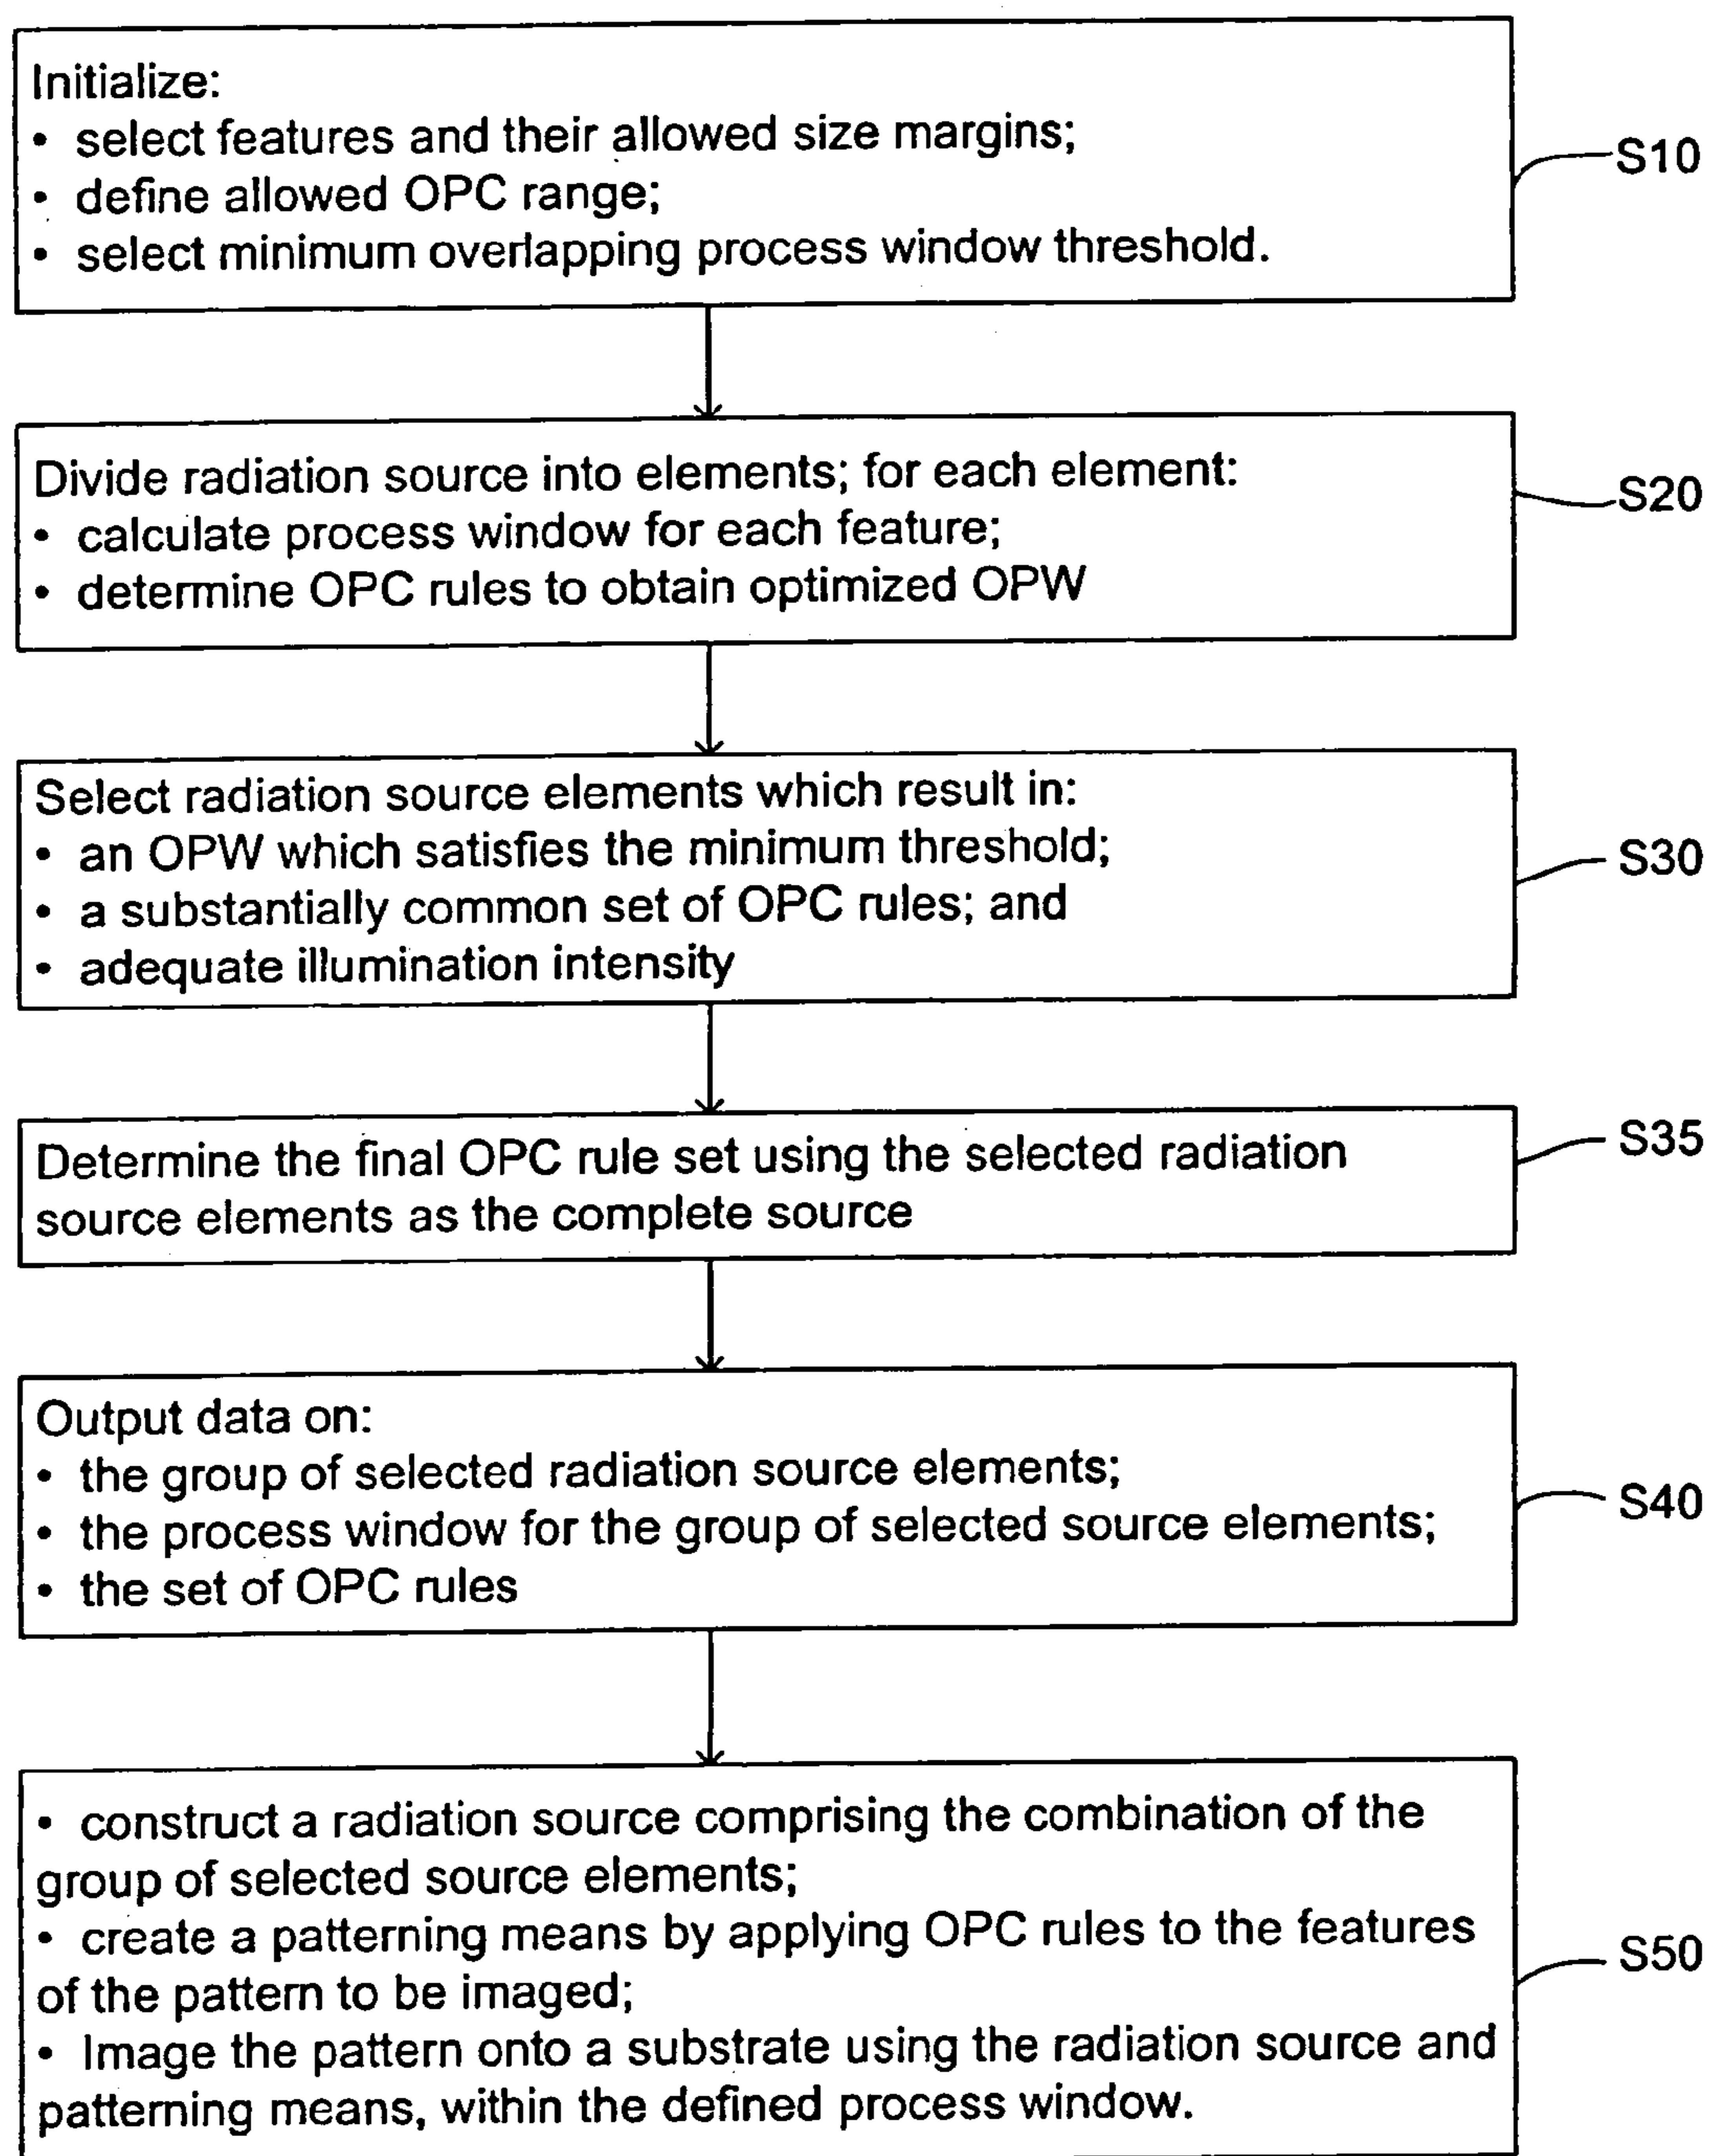 Initialize:
• select features and their allowed size margins;
• define allowed OPC range;
• select minimum overlapping process window threshold.
S10
Divide radiation source into elements; for each element:
• calculate process window for each feature;
• determine OPC rules to obtain optimized OPW
S20
Select radiation source elements which result in:
• an OPW which satisfies the minimum threshold;
• a substantially common set of OPC rules; and
• adequate illumination intensity
S30
Determine the final OPC rule set using the selected radiation
source elements as the complete source
S35
Output data on:
• the group of selected radiation source elements;
• the process window for the group of selected source elements;
• the set of OPC rules
S40
• construct a radiation source comprising the combination of the
group of selected source elements;
• create a patterning means by applying OPC rules to the features
of the pattern to be imaged;
• Image the pattern onto a substrate using the radiation source and
patterning means, within the defined process window.
S50